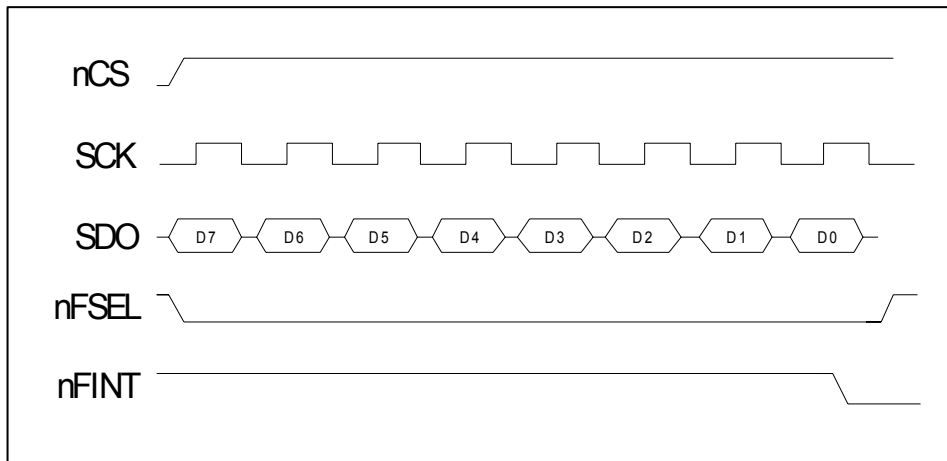 nCS
SCK
SDO D7 D6 D5 D4 D3 D2 D1 D0
nFSEL
nFINT